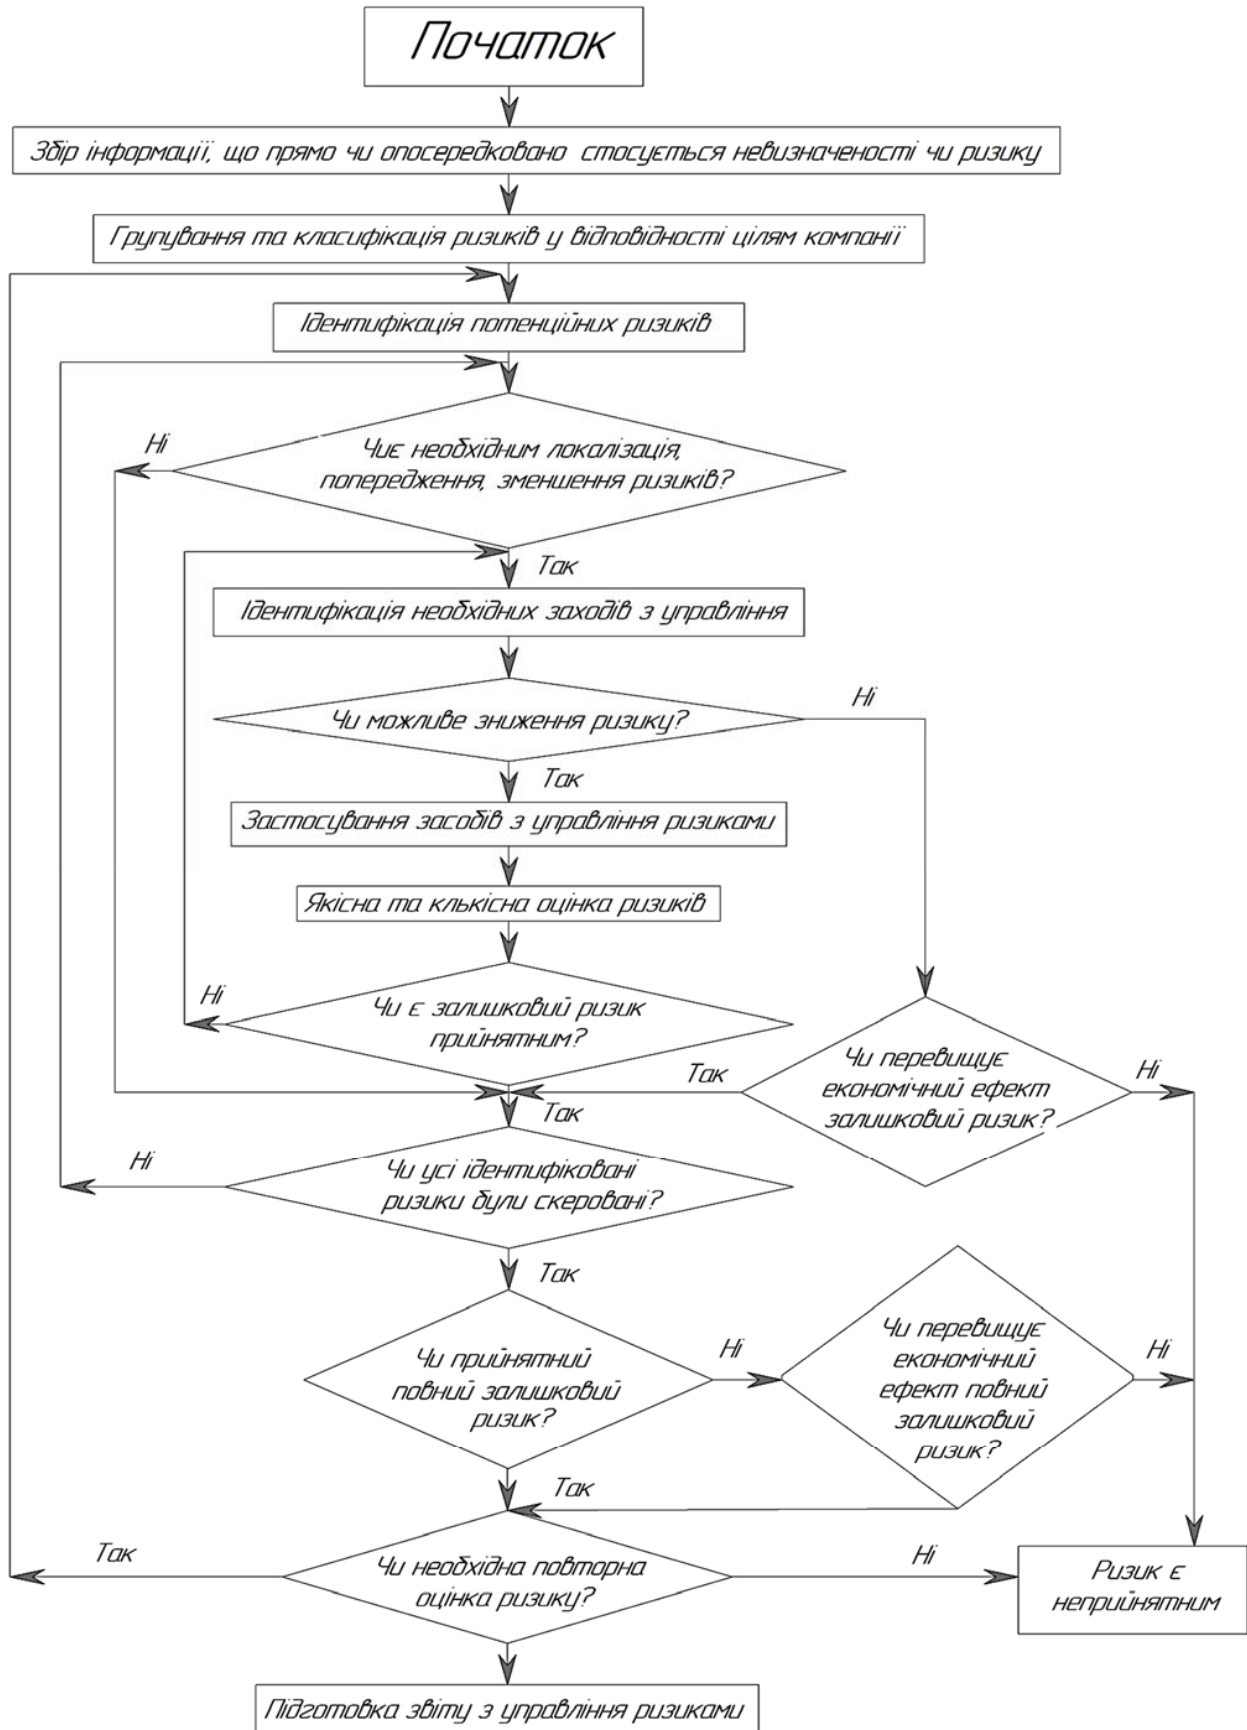 Початок
Збір інформації, що прямо чи опосередковано стосується невизначеності чи ризику
Групування та класифікація ризиків у відповідності цілям компанії
Ідентифікація потенційних ризиків
Ні
Чиє необхідним локалізація,
попередження, зменшення ризиків?
Так
Ідентифікація необхідних заходів з управління
Ні
Чи можливе зниження ризику?
Так
Застосування засобів з управління ризиками
Якісна та клькісна оцінка ризиків
Ні
Чи є залишковий ризик
прийнятним?
Чи перевищує
економічний ефект
залишковий ризик?
Так
Ні
Так
Ні
Чи усі ідентифіковані
ризики були скеровані?
Так
Чи прийнятний
повний залишковий
ризик?
Ні
Чи перевищує
економічний
ефект повний
залишковий
ризик?
Ні
Так
Так
Чи необхідна повторна
оцінка ризику?
Ні
Ризик є
неприйнятним
Підготовка звіту з управління ризиками